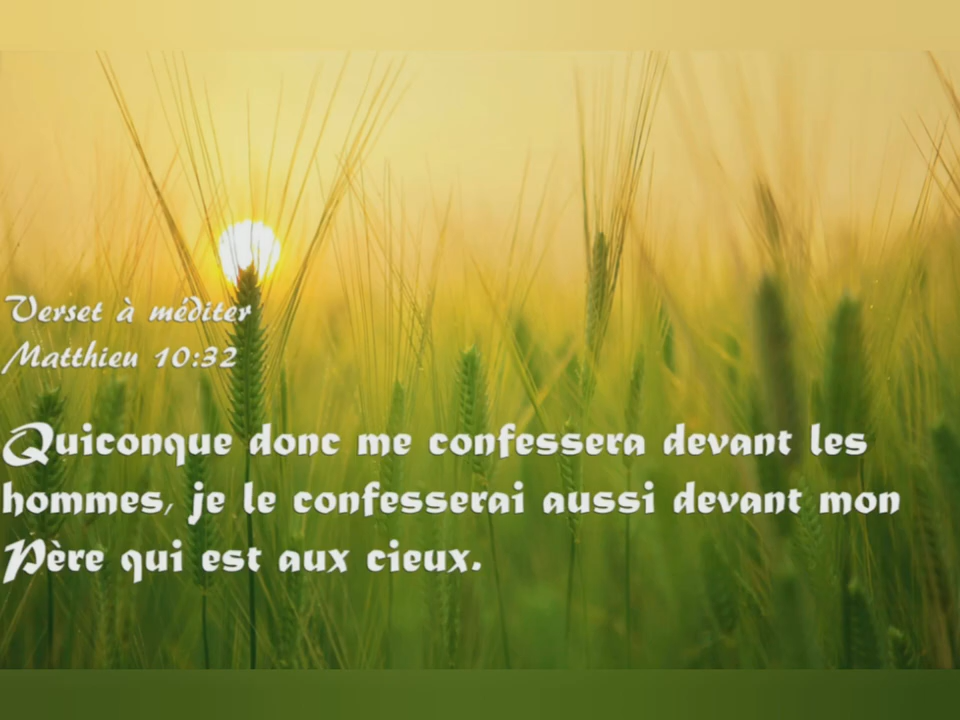 Verset à méditer
Matthieu 10:32
Quiconque donc me confessera devant les
hommes, je le confesserai aussi devant mon
Père qui est aux cieux.